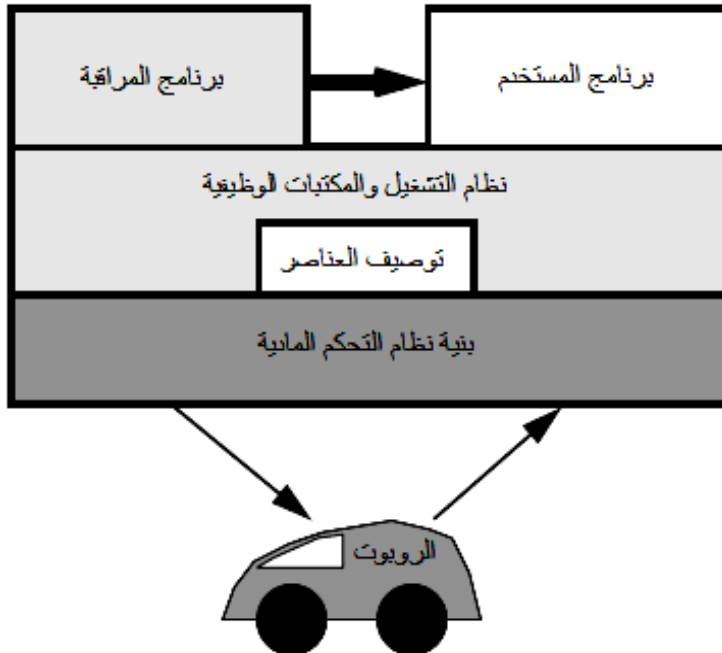 برنامج المراقبة
برنامج المستخدم
نظام التشغيل والمكتبات الوظيفية
توصيف العناصر
بنية نظام التحكم المادية
الروبوت